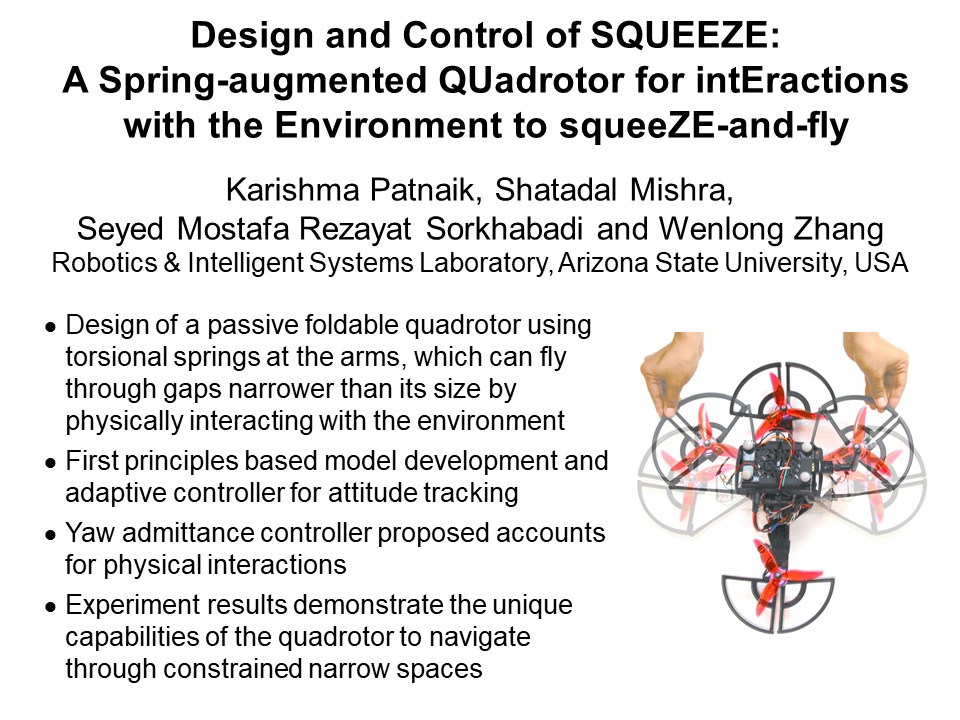 Design and Control of SQUEEZE:
A Spring-augmented QUadrotor for intEractions
with the Environment to squeeZE-and-fly
Karishma Patnaik, Shatadal Mishra,
Seyed Mostafa Rezayat Sorkhabadi and Wenlong Zhang
Robotics & Intelligent Systems Laboratory, Arizona State University, USA
● Design of a passive foldable quadrotor using
torsional springs at the arms, which can fly
through gaps narrower than its size by
physically interacting with the environment
● First principles based model development and
adaptive controller for attitude tracking
● Yaw admittance controller proposed accounts
for physical interactions
● Experiment results demonstrate the unique
capabilities of the quadrotor to navigate
through constrained narrow spaces